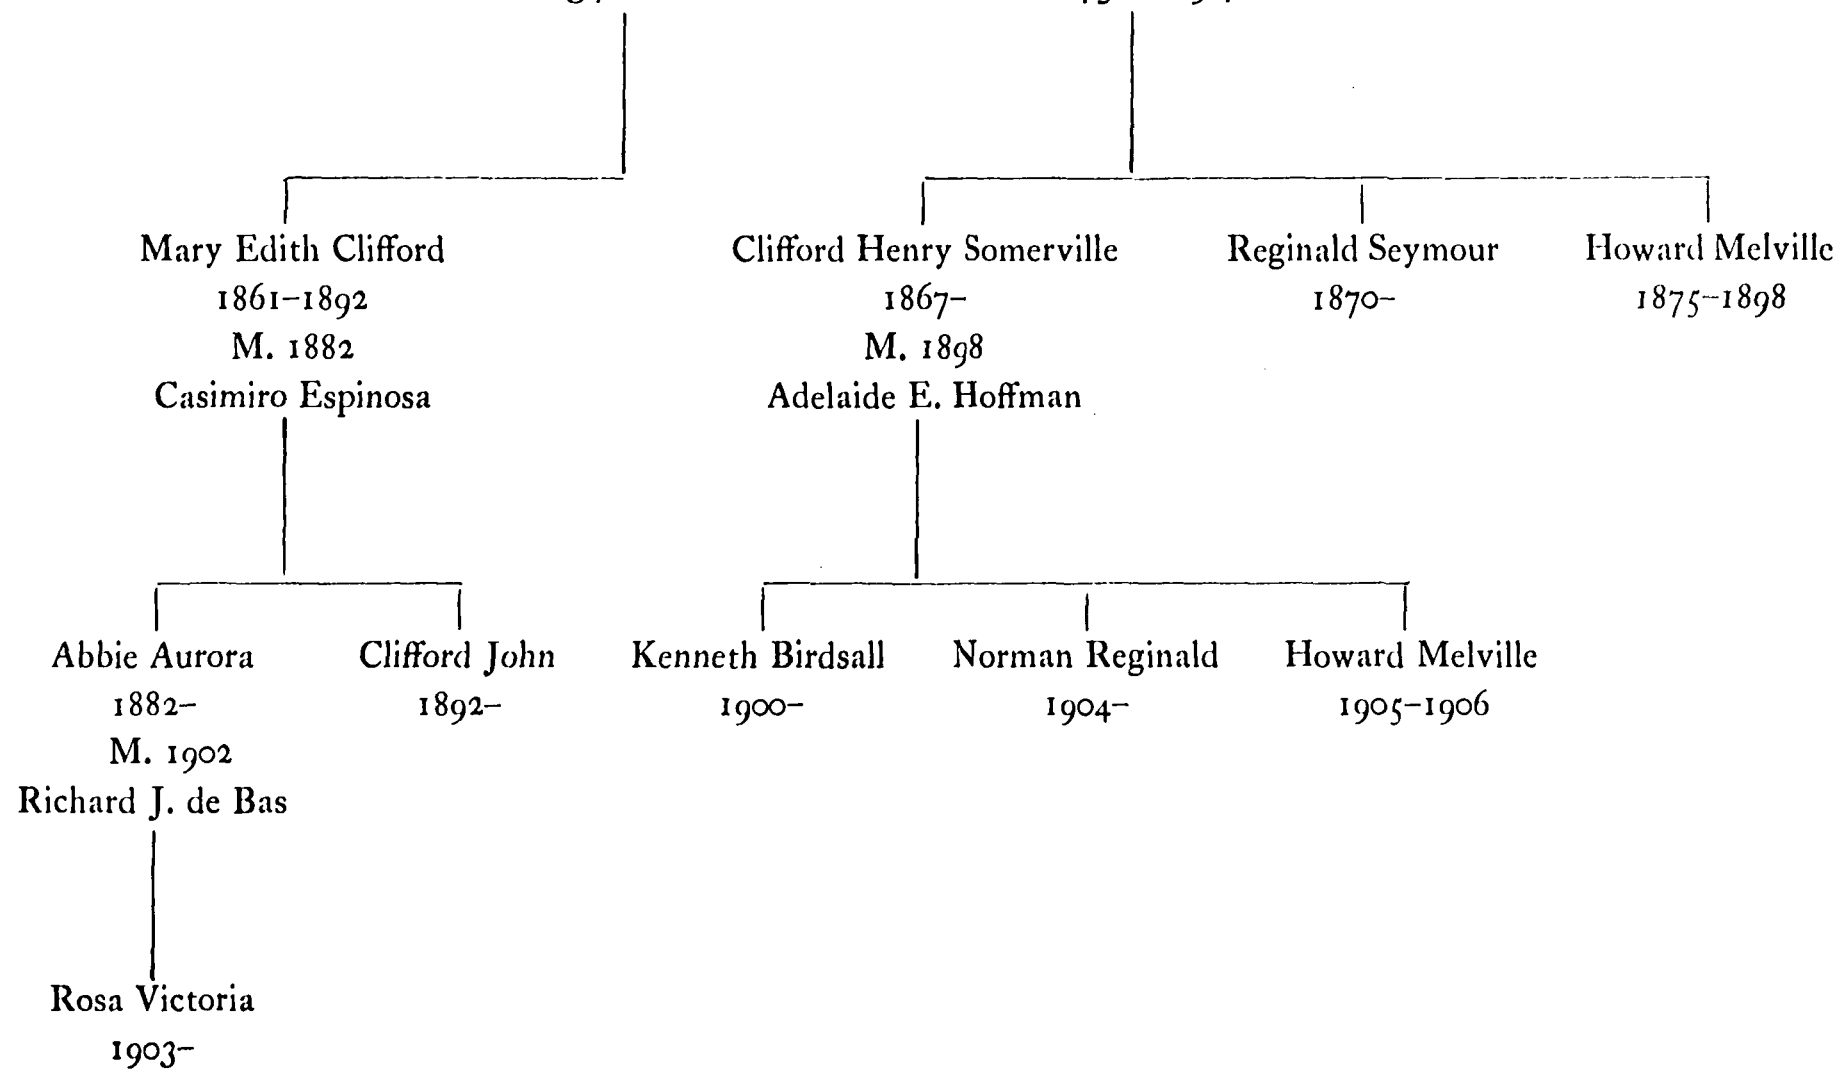 Mary Edith Clifford
1861–1892
M. 1882
Casimiro Espinosa
Clifford Henry Somerville
1867–
M. 1898
Adelaide E. Hoffman
Reginald Seymour
1870–
Howard Melville
1875–1898
Abbie Aurora
1882–
M. 1902
Richard J. de Bas
Clifford John
1892–
Kenneth Birdsall
1900–
Norman Reginald
1904–
Howard Melville
1905–1906
Rosa Victoria
1903–